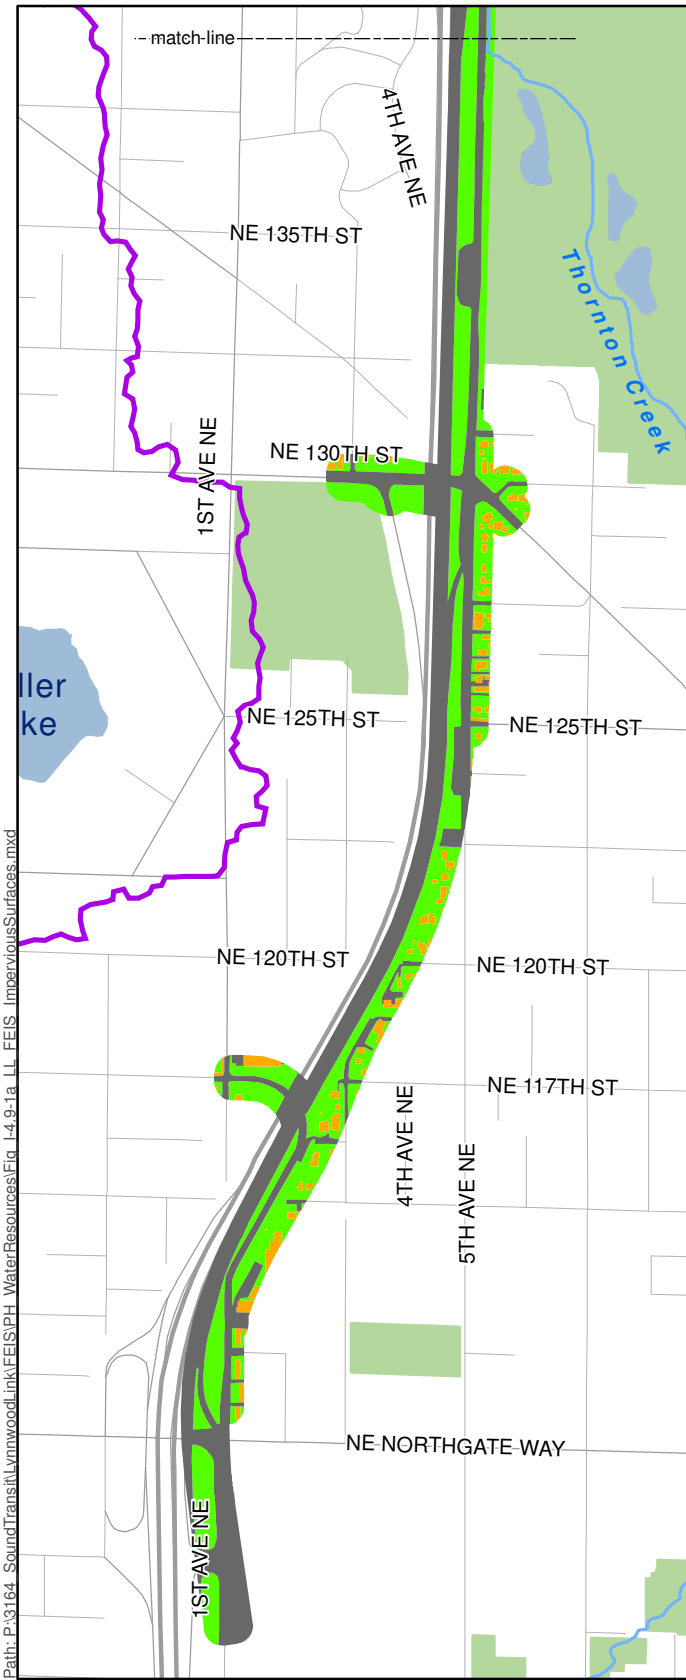 match-line
4TH AVE NE
NE 135TH ST
Thornton Creek
1ST AVE NE
NE 130TH ST
ller
ke
NE 125TH ST
NE 125TH ST
NE 120TH ST
NE 120TH ST
NE 117TH ST
4TH AVE NE
5TH AVE NE
NE NORTHGATE WAY
1ST AVE NE
Path: P:\3164_SoundTransit\LynnwoodLink\FEIS\PH_WaterResources\Fig_I-4.9-1a_LL_FEIS_ImperviousSurfaces.mxd